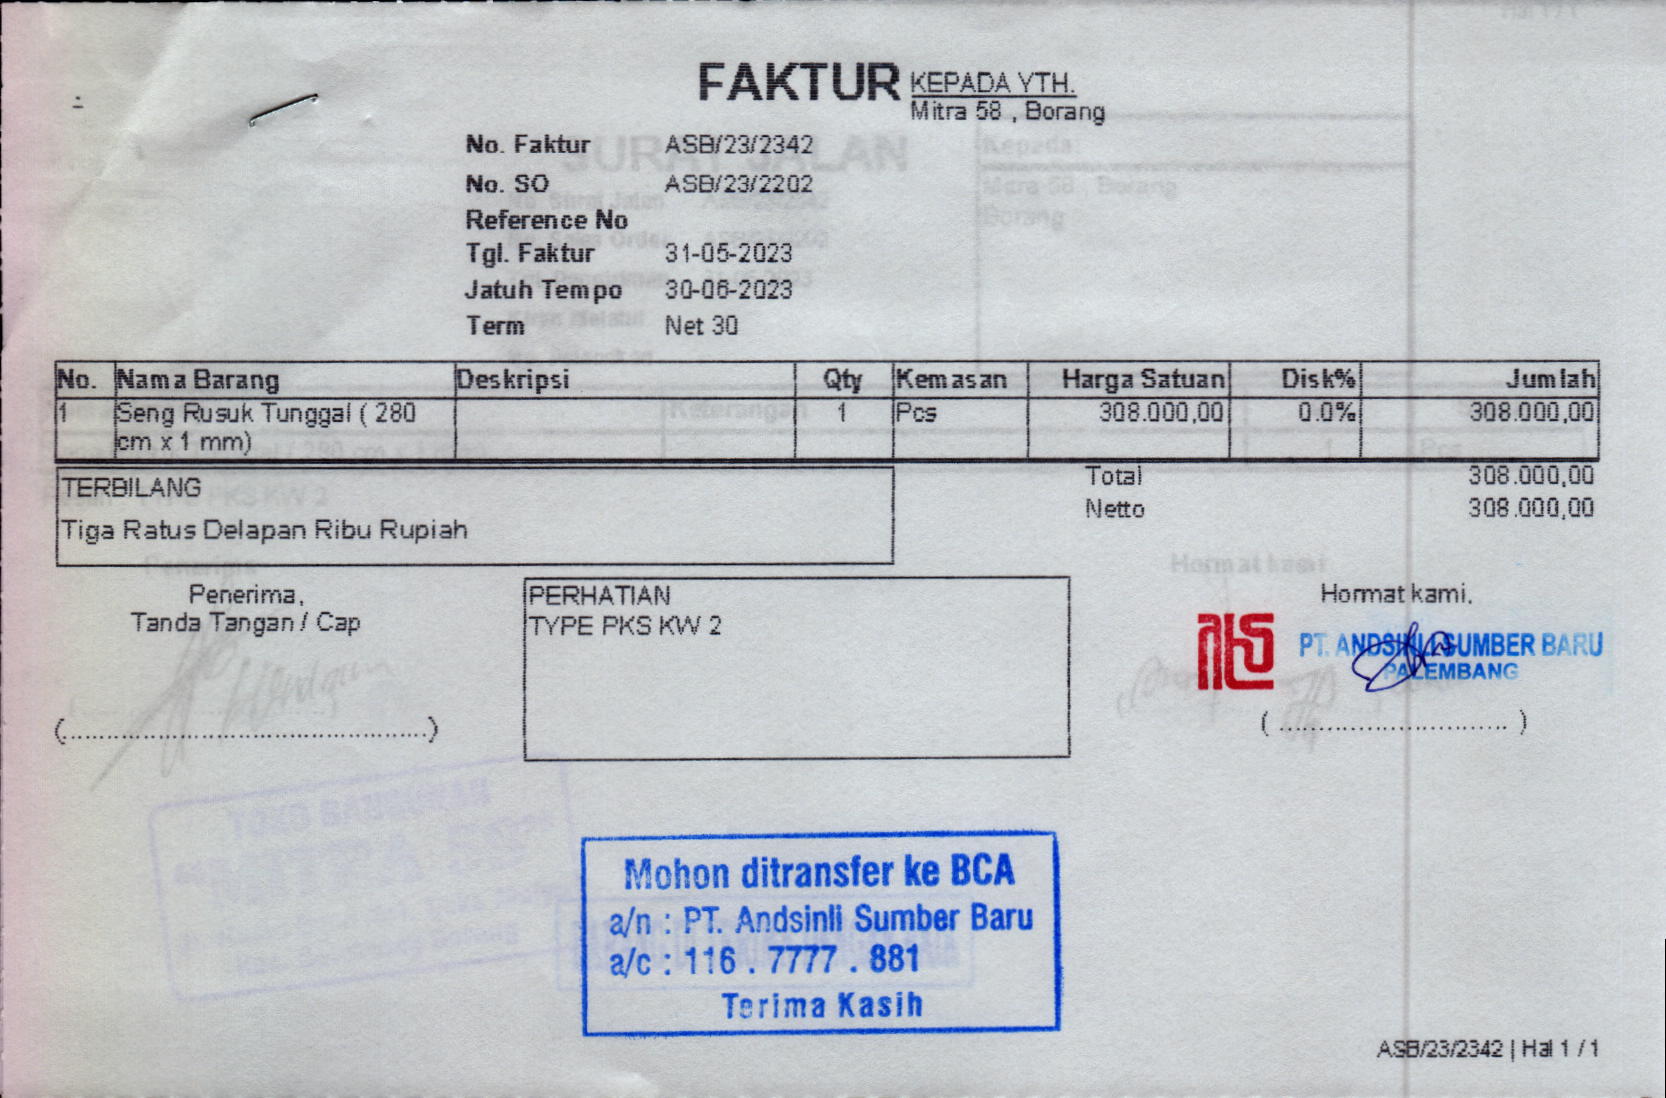 FAKTUR
KEPADA YTH.
Mitra 58 , Borang
No. Faktur ASB/23/2342
No. SO ASB/23/2202
Reference No
Tgl. Faktur 31-05-2023
Jatuh Tempo 30-06-2023
Term Net 30
No. Nama Barang Deskripsi Qty Kemasan Harga Satuan Disk% Jumlah
1 Seng Rusuk Tunggal ( 280 1 Pcs 308.000,00 0.0% 308.000,00
cm x 1 mm)
TERBILANG
Tiga Ratus Delapan Ribu Rupiah
Total 308.000,00
Netto 308.000,00
Penerima,
Tanda Tangan / Cap
(..................................................)
PERHATIAN
TYPE PKS KW 2
Hormat kami,
PT. ANDSINLI SUMBER BARU
PALEMBANG
( ............................... )
Mohon ditransfer ke BCA
a/n : PT. Andsinli Sumber Baru
a/c : 116 . 7777 . 881
Terima Kasih
ASB/23/2342 | Hal 1 / 1